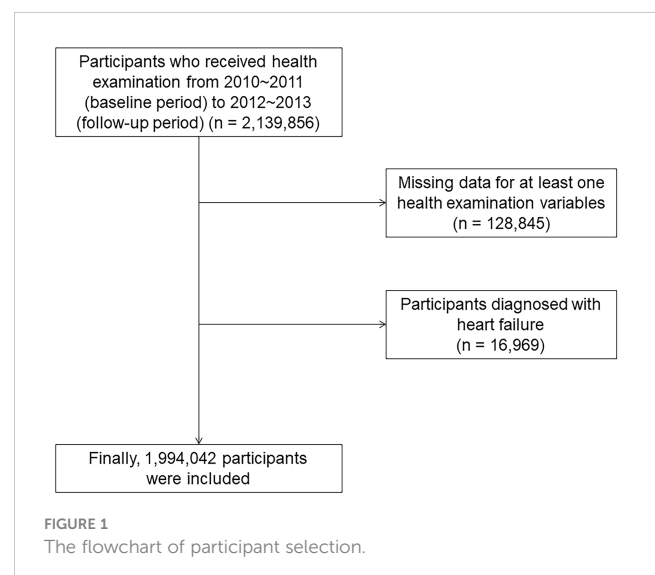 Participants who received health
examination from 2010~2011
(baseline period) to 2012~2013
(follow-up period) (n = 2,139,856)
Missing data for at least one
health examination variables
(n = 128,845)
Participants diagnosed with
heart failure
(n = 16,969)
Finally, 1,994,042 participants
were included
FIGURE 1
The flowchart of participant selection.